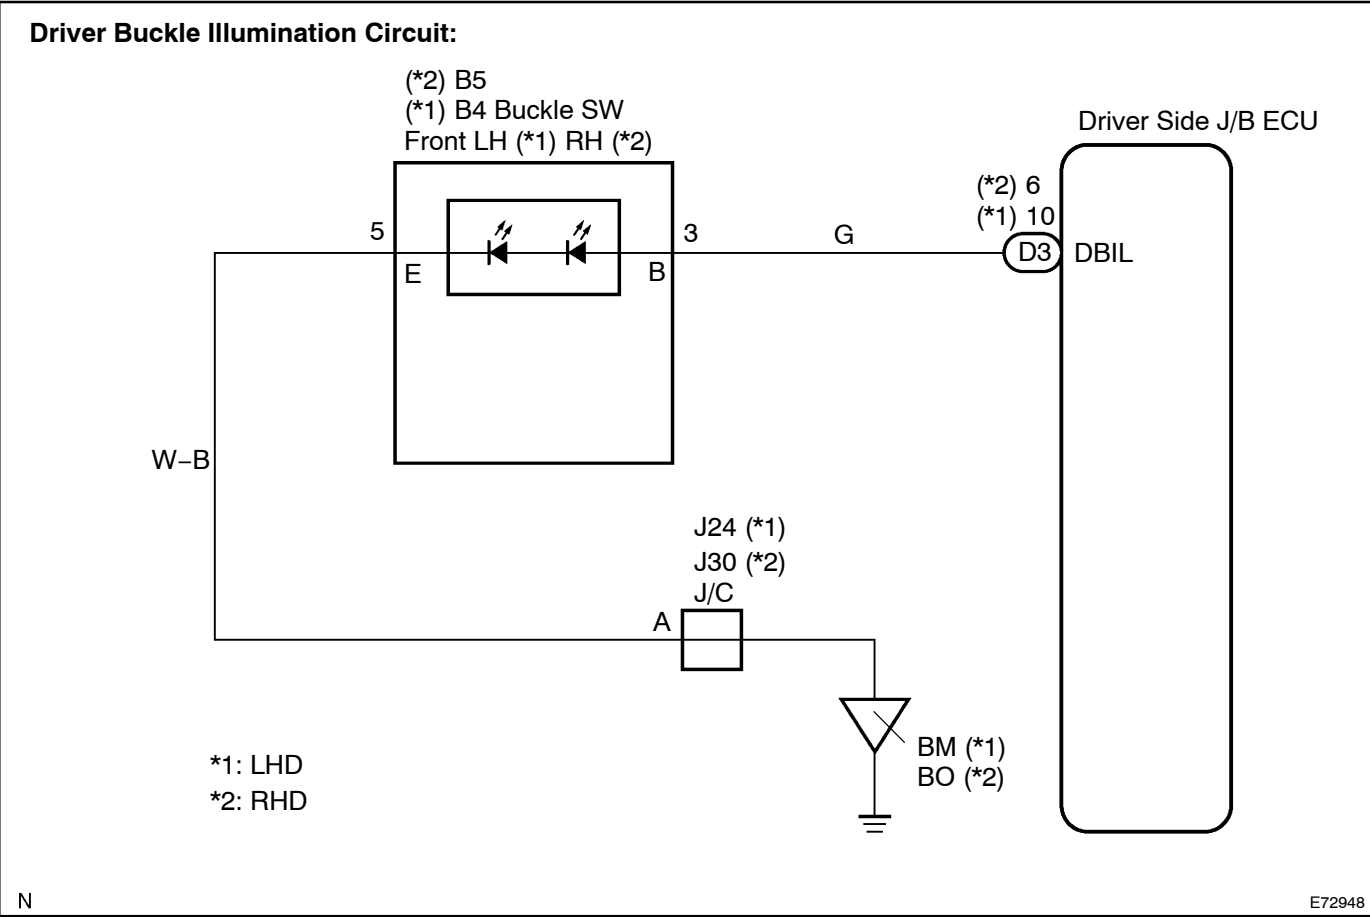 Driver Buckle Illumination Circuit:
(*2) B5
(*1) B4 Buckle SW
Front LH (*1) RH (*2)
Driver Side J/B ECU
(*2) 6
(*1) 10
5
3
G
D3
DBIL
E
B
W−B
J24 (*1)
J30 (*2)
J/C
A
BM (*1)
BO (*2)
*1: LHD
*2: RHD
N
E72948